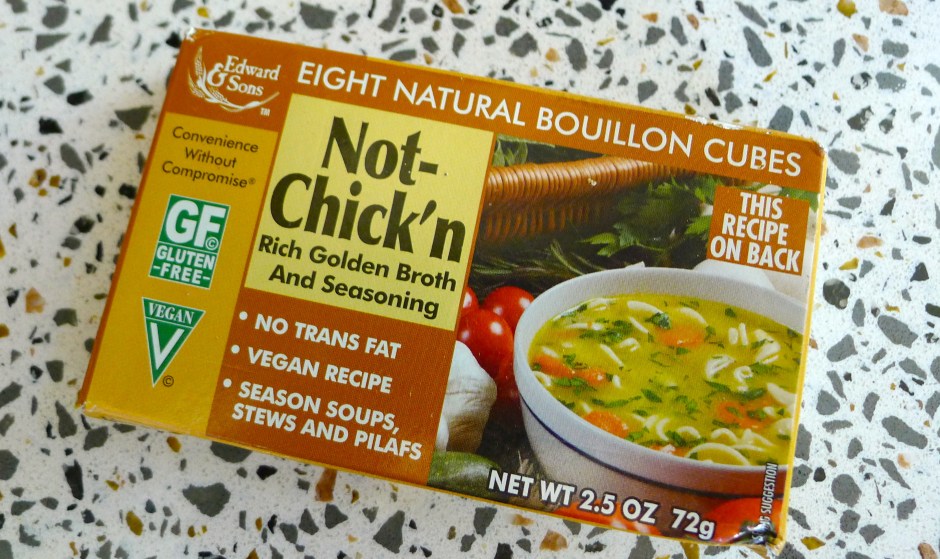 Edward
& Sons
™
EIGHT NATURAL BOUILLON CUBES
Convenience
Without
Compromise®
GF©
GLUTEN
-FREE-
VEGAN
V
©
Not-
Chick'n
Rich Golden Broth
And Seasoning
• NO TRANS FAT
• VEGAN RECIPE
• SEASON SOUPS,
STEWS AND PILAFS
THIS
RECIPE
ON BACK
NET WT 2.5 OZ 72g
SUGGESTION